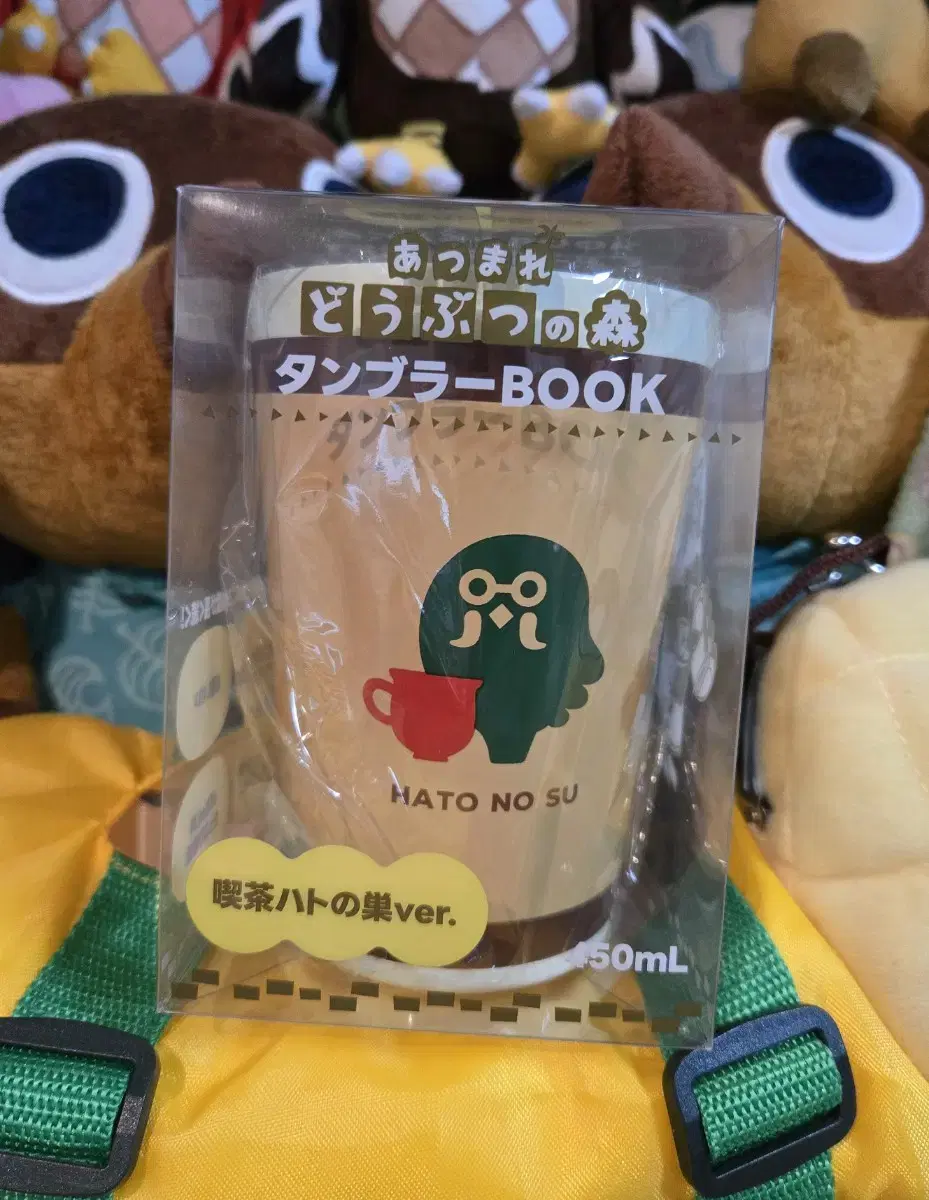 あつまれ
どうぶつの森
タンブラーBOOK
HATO NO SU
喫茶ハトの巣ver.
450mL